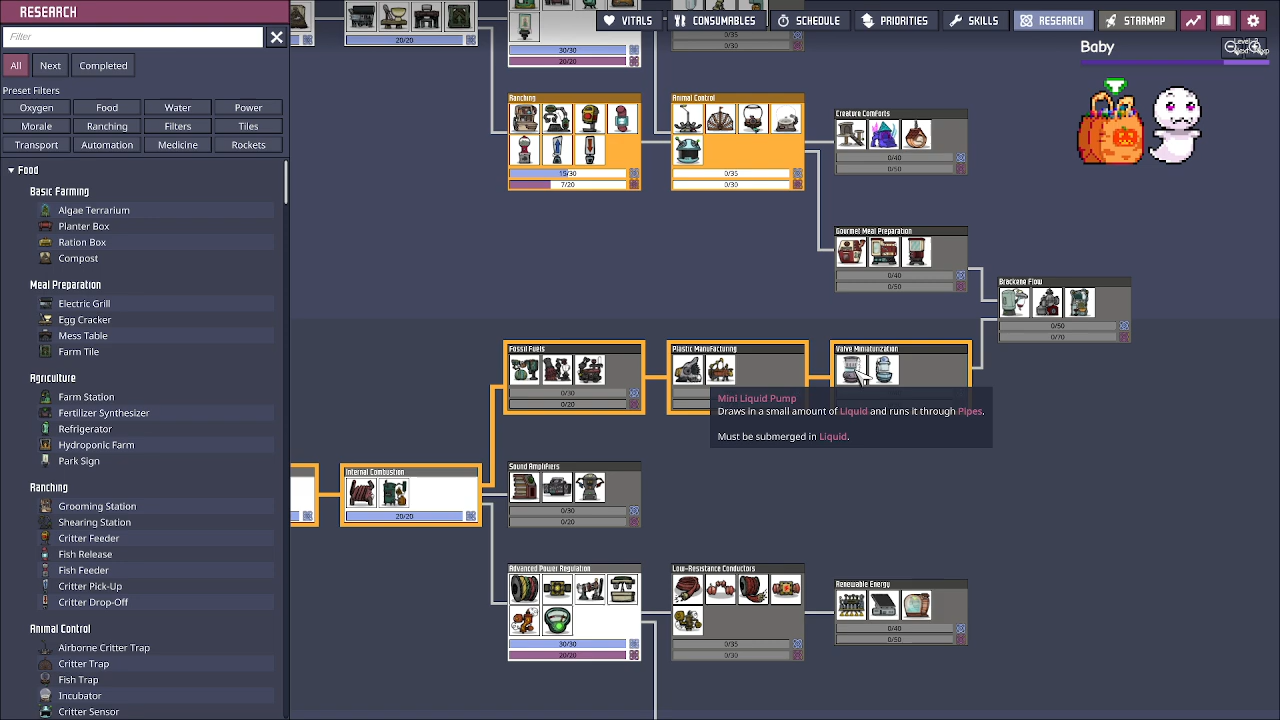 RESEARCH
VITALS
CONSUMABLES
SCHEDULE
PRIORITIES
SKILLS
RESEARCH
STARMAP
Filter
All
Next
Completed
Preset Filters
Oxygen
Food
Water
Power
Morale
Ranching
Filters
Tiles
Transport
Automation
Medicine
Rockets
Food
Basic Farming
Algae Terrarium
Planter Box
Ration Box
Compost
Meal Preparation
Electric Grill
Egg Cracker
Mess Table
Farm Tile
Agriculture
Farm Station
Fertilizer Synthesizer
Refrigerator
Hydroponic Farm
Park Sign
Ranching
Grooming Station
Shearing Station
Critter Feeder
Fish Release
Fish Feeder
Critter Pick-Up
Critter Drop-Off
Animal Control
Airborne Critter Trap
Critter Trap
Fish Trap
Incubator
Critter Sensor
20/20
30/30
20/20
0/35
0/30
Baby
Ranching
15/30
7/20
Animal Control
0/35
0/30
Creature Comforts
0/40
0/50
Gourmet Meal Preparation
0/40
0/50
Brackene Flow
0/50
0/70
Fossil Fuels
0/30
0/20
Plastic Manufacturing
Valve Miniaturization
Mini Liquid Pump
Draws in a small amount of Liquid and runs it through Pipes.
Must be submerged in Liquid.
Internal Combustion
20/20
Sound Amplifiers
0/30
0/20
Advanced Power Regulation
30/30
20/20
Low-Resistance Conductors
0/35
0/30
Renewable Energy
0/40
0/50